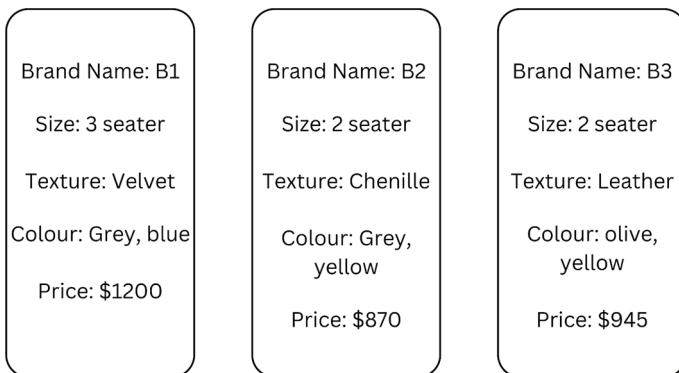 Brand Name: B1
Size: 3 seater
Texture: Velvet
Colour: Grey, blue
Price: $1200
Brand Name: B2
Size: 2 seater
Texture: Chenille
Colour: Grey,
yellow
Price: $870
Brand Name: B3
Size: 2 seater
Texture: Leather
Colour: olive,
yellow
Price: $945